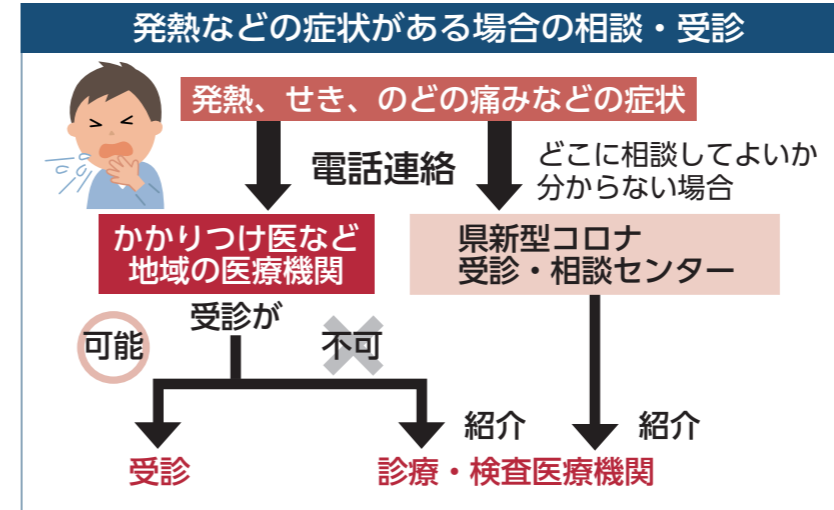 発熱などの症状がある場合の相談・受診
発熱、せき、のどの痛みなどの症状
電話連絡
どこに相談してよいか
分からない場合
かかりつけ医など
地域の医療機関
県新型コロナ
受診・相談センター
受診が
可能
不可
紹介
紹介
受診
診療・検査医療機関